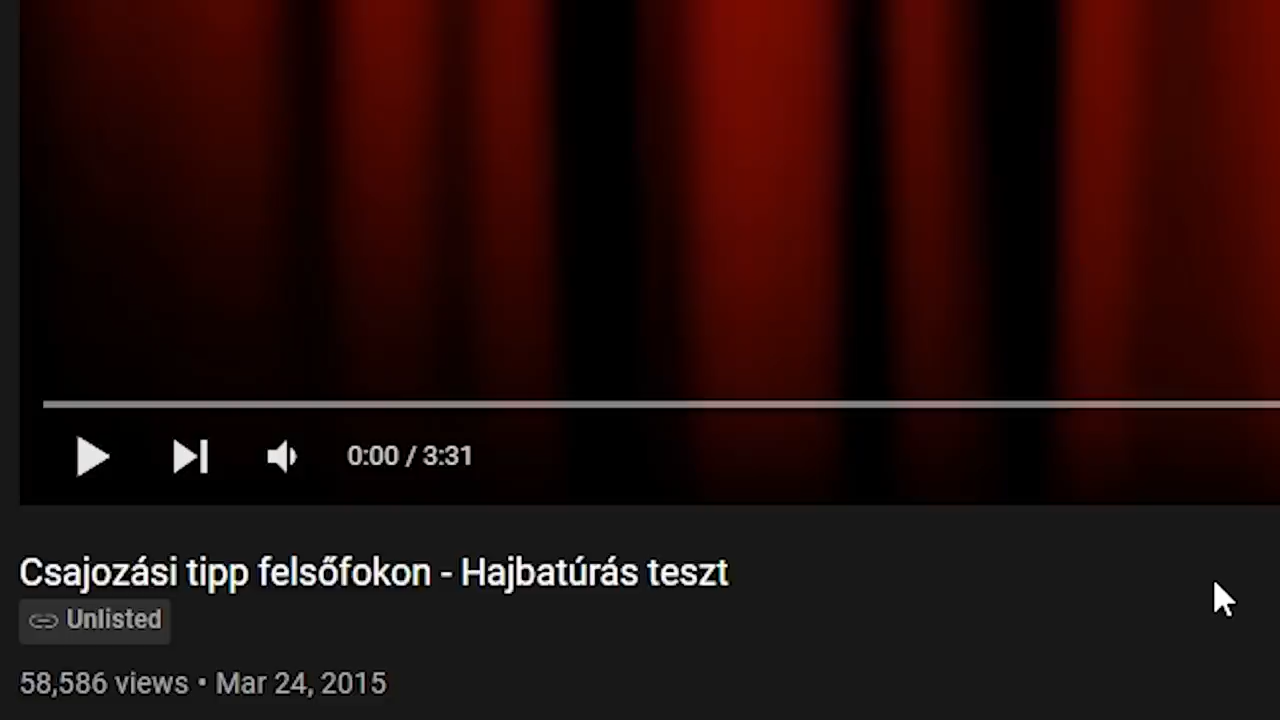 0:00 / 3:31
Csajozási tipp felsőfokon - Hajbatúrás teszt
Unlisted
58,586 views • Mar 24, 2015